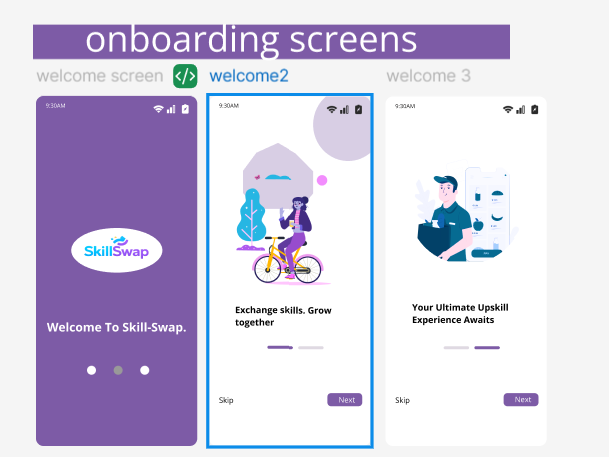 onboarding screens
welcome screen
</>
welcome2
welcome 3
9:30AM
SkillSwap
Welcome To Skill-Swap.
9:30AM
Exchange skills. Grow
together
Skip
Next
9:30AM
Your Ultimate Upskill
Experience Awaits
Skip
Next